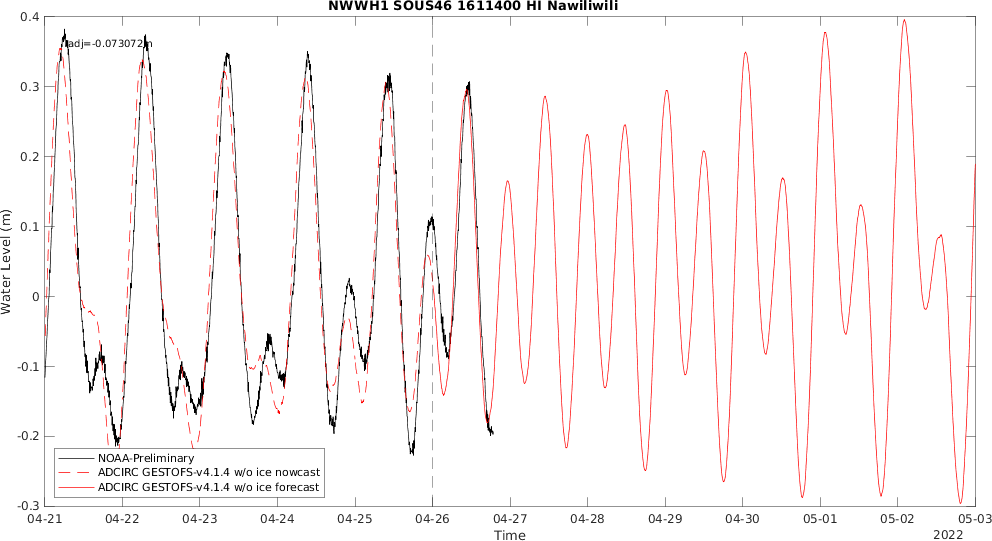 NWWH1 SOUS46 1611400 HI Nawiliwili
0.4
0.3
0.2
0.1
0
-0.1
-0.2
-0.3
Water Level (m)
adj=-0.073072m
NOAA-Preliminary
ADCIRC GESTOFS-v4.1.4 w/o ice nowcast
ADCIRC GESTOFS-v4.1.4 w/o ice forecast
04-21 04-22 04-23 04-24 04-25 04-26 04-27 04-28 04-29 04-30 05-01 05-02 05-03
Time
2022